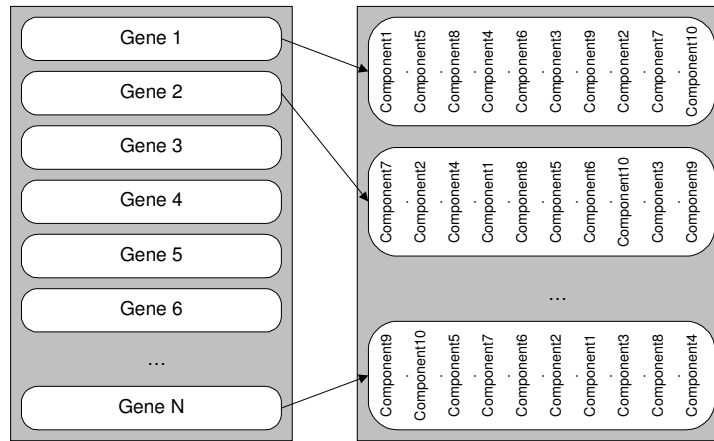 Gene 1
Gene 2
Gene 3
Gene 4
Gene 5
Gene 6
...
Gene N
Component1 . Component5 . Component8 . Component4 . Component6 . Component3 . Component9 . Component2 . Component7 . Component10
Component7 . Component2 . Component4 . Component1 . Component8 . Component5 . Component6 . Component10 . Component3 . Component9
...
Component9 . Component10 . Component5 . Component7 . Component6 . Component2 . Component1 . Component3 . Component8 . Component4